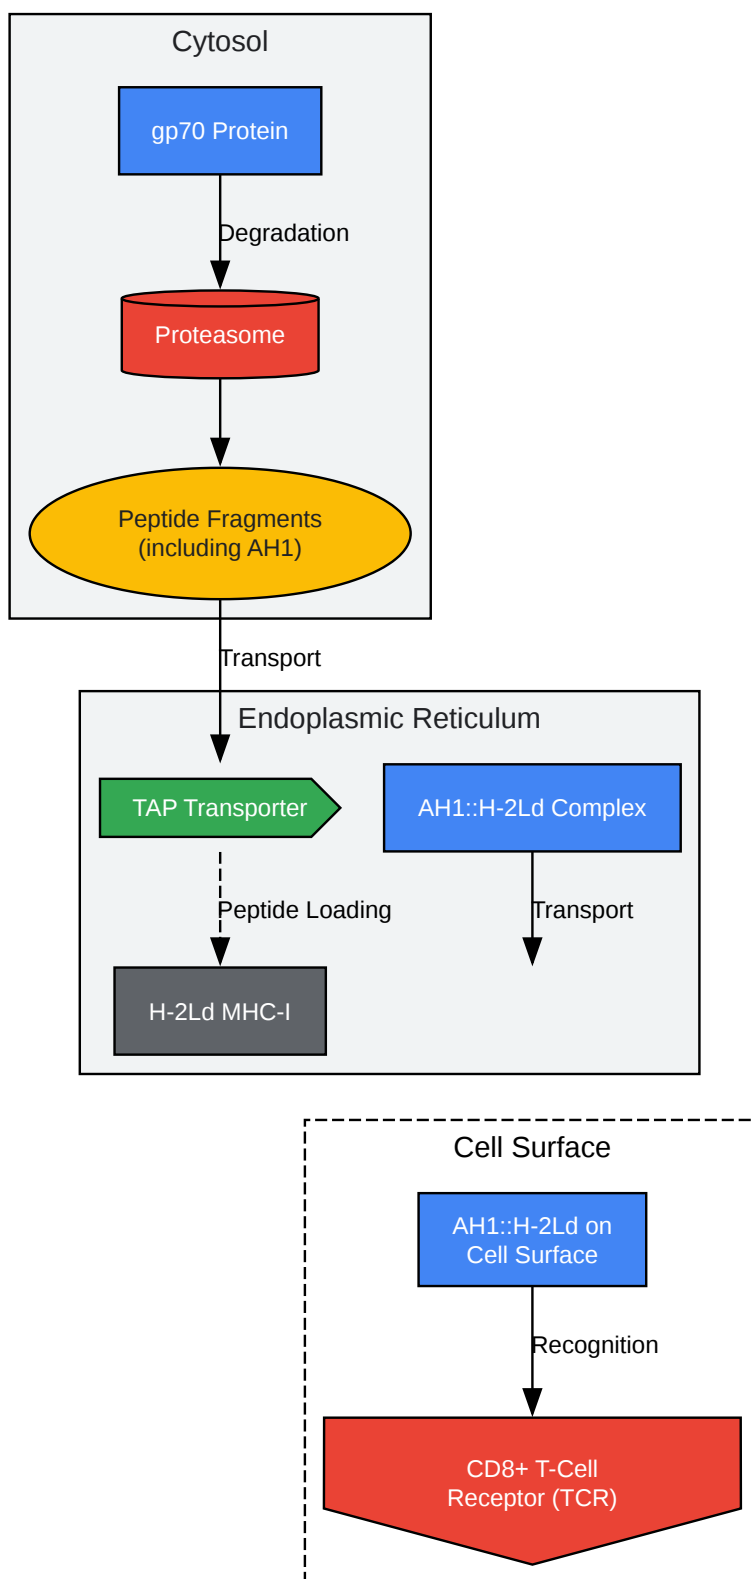 Cytosol
gp70 Protein
Degradation
Proteasome
Peptide Fragments
(including AH1)
Transport
Endoplasmic Reticulum
TAP Transporter
AH1::H-2Ld Complex
Peptide Loading
Transport
H-2Ld MHC-I
Cell Surface
AH1::H-2Ld on
Cell Surface
Recognition
CD8+ T-Cell
Receptor (TCR)